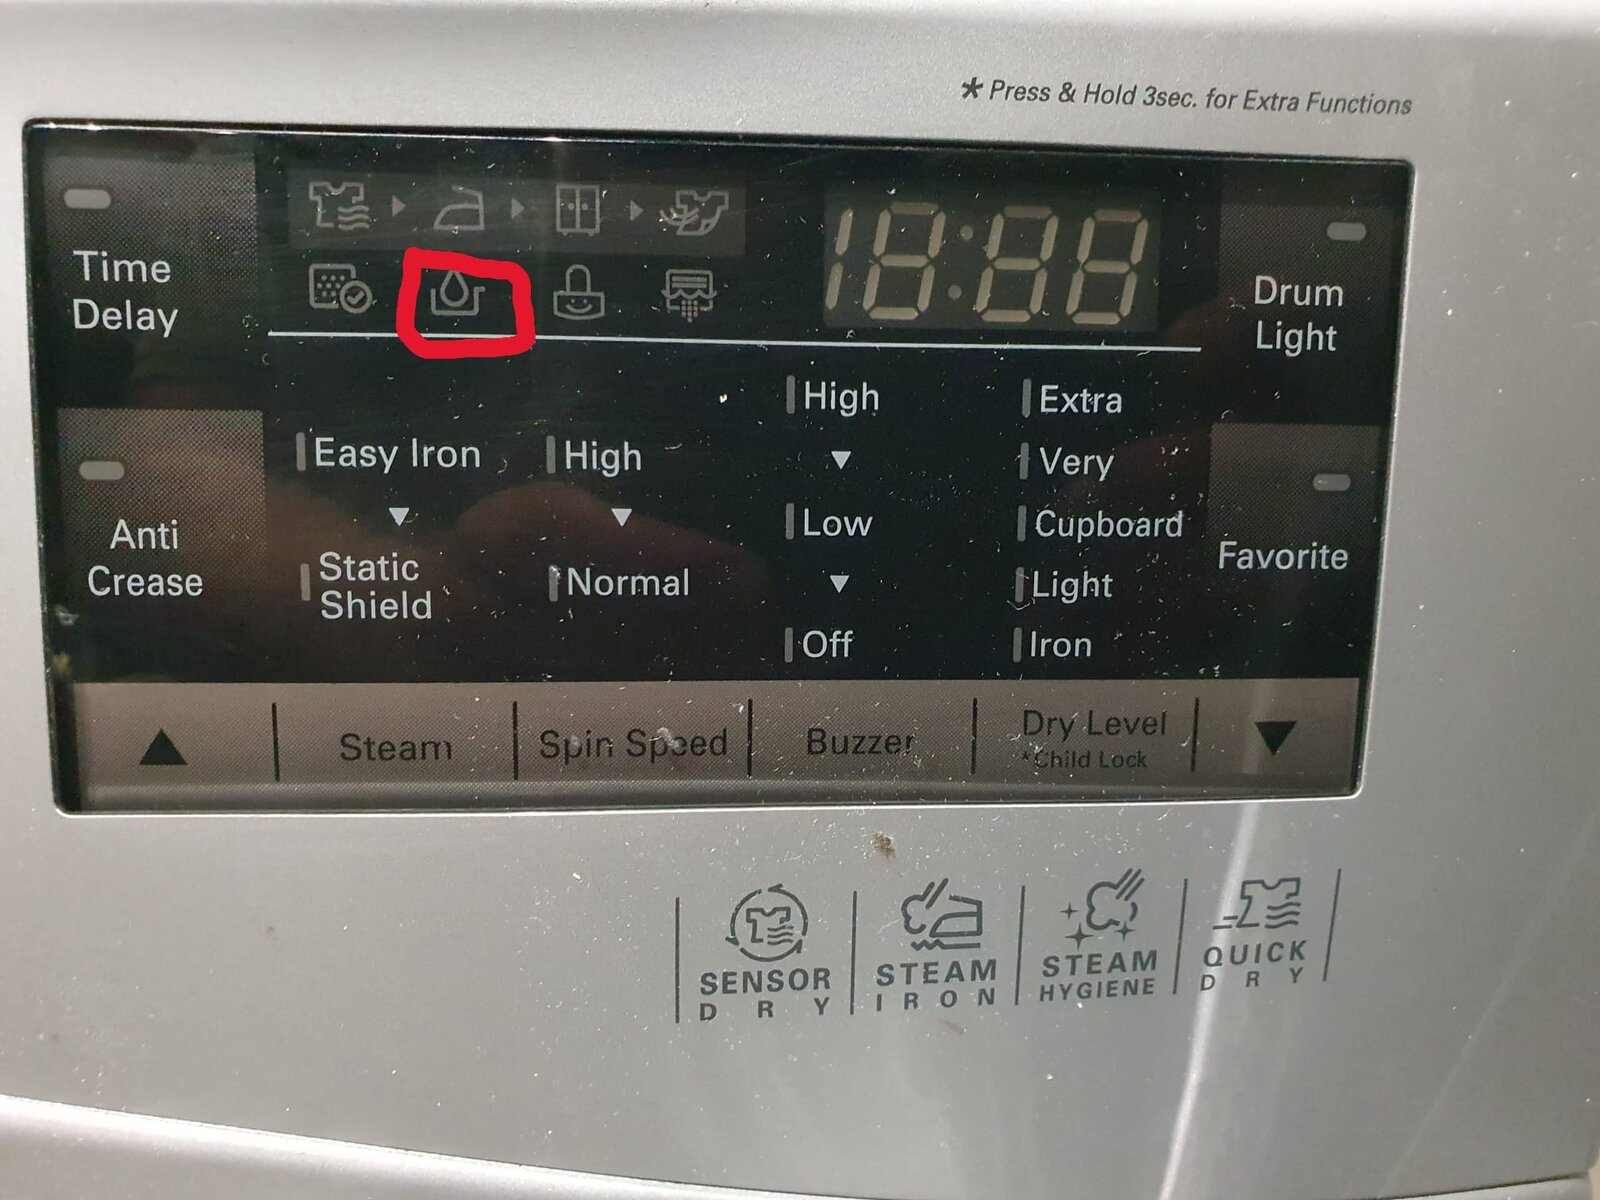 * Press & Hold 3sec. for Extra Functions
Time
Delay
18:88
Drum
Light
Anti
Crease
Easy Iron
Static
Shield
High
Normal
High
Low
Off
Extra
Very
Cupboard
Light
Iron
Favorite
Steam
Spin Speed
Buzzer
Dry Level
*Child Lock
SENSOR
DRY
STEAM
IRON
STEAM
HYGIENE
QUICK
DRY